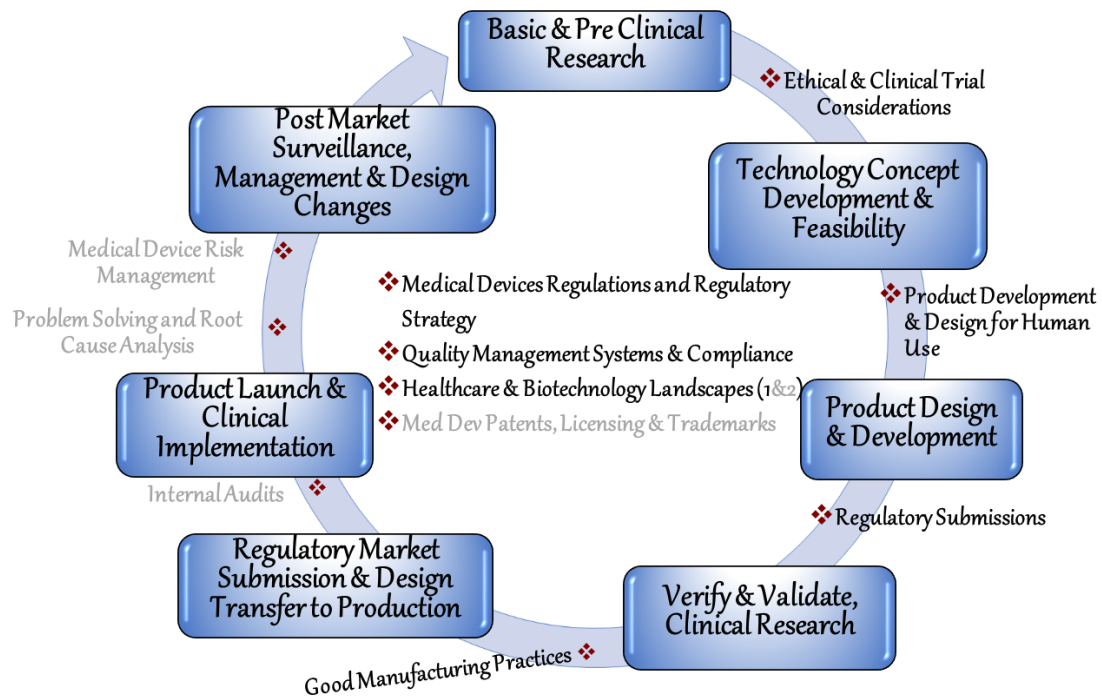 Basic & Pre Clinical
Research
Ethical & Clinical Trial
Considerations
Technology Concept
Development &
Feasibility
Product Development
& Design for Human
Use
Product Design
& Development
Regulatory Submissions
Verify & Validate,
Clinical Research
Good Manufacturing Practices
Regulatory Market
Submission & Design
Transfer to Production
Internal Audits
Product Launch &
Clinical
Implementation
Problem Solving and Root
Cause Analysis
Medical Device Risk
Management
Post Market
Surveillance,
Management & Design
Changes
Medical Devices Regulations and Regulatory
Strategy
Quality Management Systems & Compliance
Healthcare & Biotechnology Landscapes (1&2)
Med Dev Patents, Licensing & Trademarks